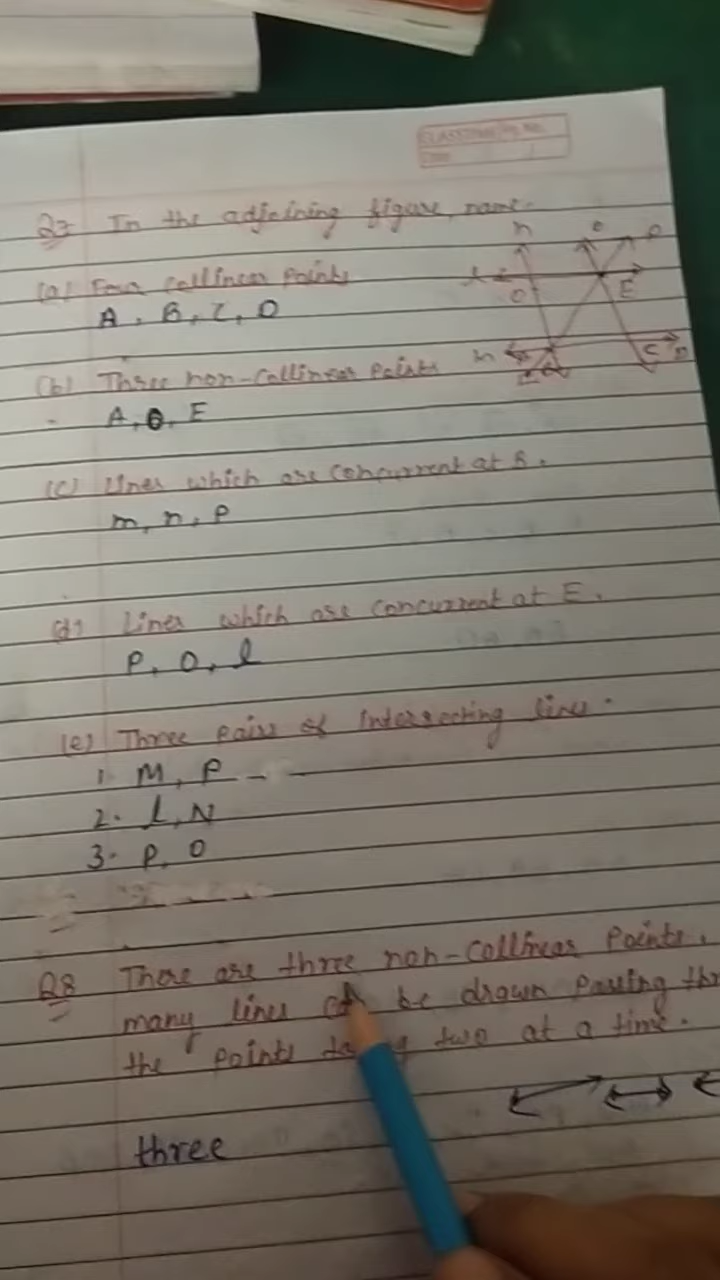 Q7 In the adjoining figure, name.
(a) Four collinear points
A, B, C, D
(b) Three non-collinear points
A, O, E
(c) Lines which are concurrent at B.
m, n, P
(d) Lines which are concurrent at E.
P, O, l
(e) Three pairs of intersecting lines.
1. M, P
2. l, N
3. P, O
n
O
P
l
O
E
m
A
C
D
Q8 There are three non-collinear points.
many lines be drawn passing
the points two at a time.
three